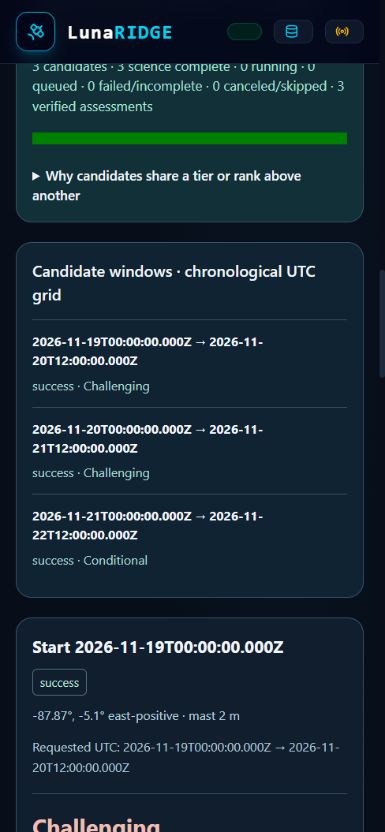 LunaRIDGE
3 candidates · 3 science complete · 0 running · 0
queued · 0 failed/incomplete · 0 canceled/skipped · 3
verified assessments
▶ Why candidates share a tier or rank above
another
Candidate windows · chronological UTC
grid
2026-11-19T00:00:00.000Z → 2026-11-
20T12:00:00.000Z
success · Challenging
2026-11-20T00:00:00.000Z → 2026-11-
21T12:00:00.000Z
success · Challenging
2026-11-21T00:00:00.000Z → 2026-11-
22T12:00:00.000Z
success · Conditional
Start 2026-11-19T00:00:00.000Z
success
-87.87°, -5.1° east-positive · mast 2 m
Requested UTC: 2026-11-19T00:00:00.000Z → 2026-11-
20T12:00:00.000Z
Challenging